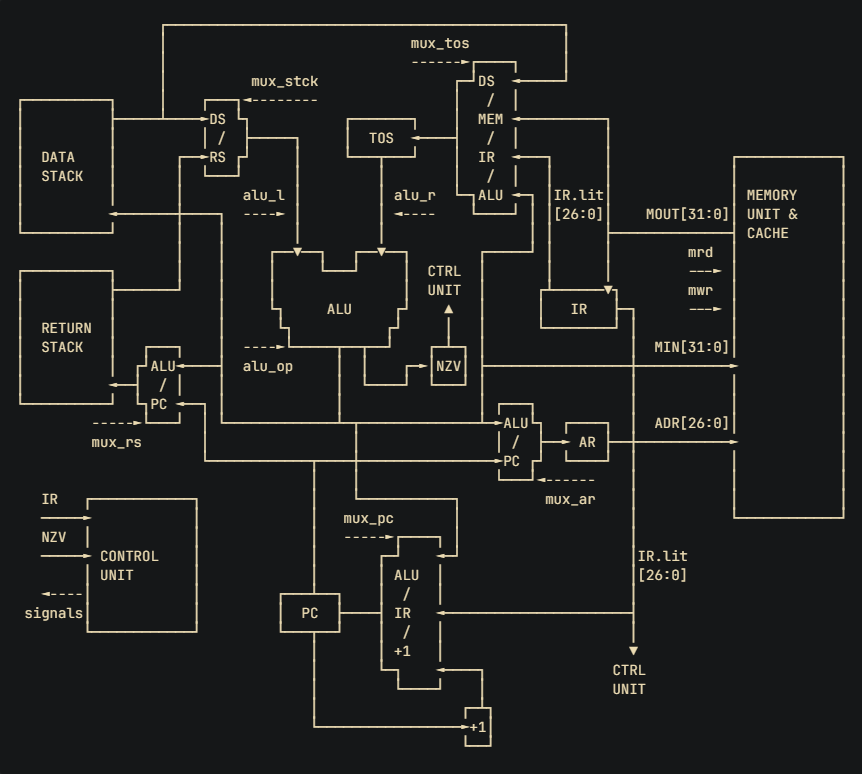 mux_tos
mux_stck
DS
/
MEM
/
IR
/
ALU
DS
/
RS
TOS
DATA
STACK
alu_l
alu_r
IR.lit
[26:0]
MOUT[31:0]
MEMORY
UNIT &
CACHE
mrd
mwr
CTRL
UNIT
ALU
IR
RETURN
STACK
ALU
/
PC
alu_op
NZV
MIN[31:0]
mux_rs
ALU
/
PC
AR
ADR[26:0]
mux_ar
IR
NZV
CONTROL
UNIT
signals
mux_pc
ALU
/
IR
/
+1
PC
IR.lit
[26:0]
CTRL
UNIT
+1